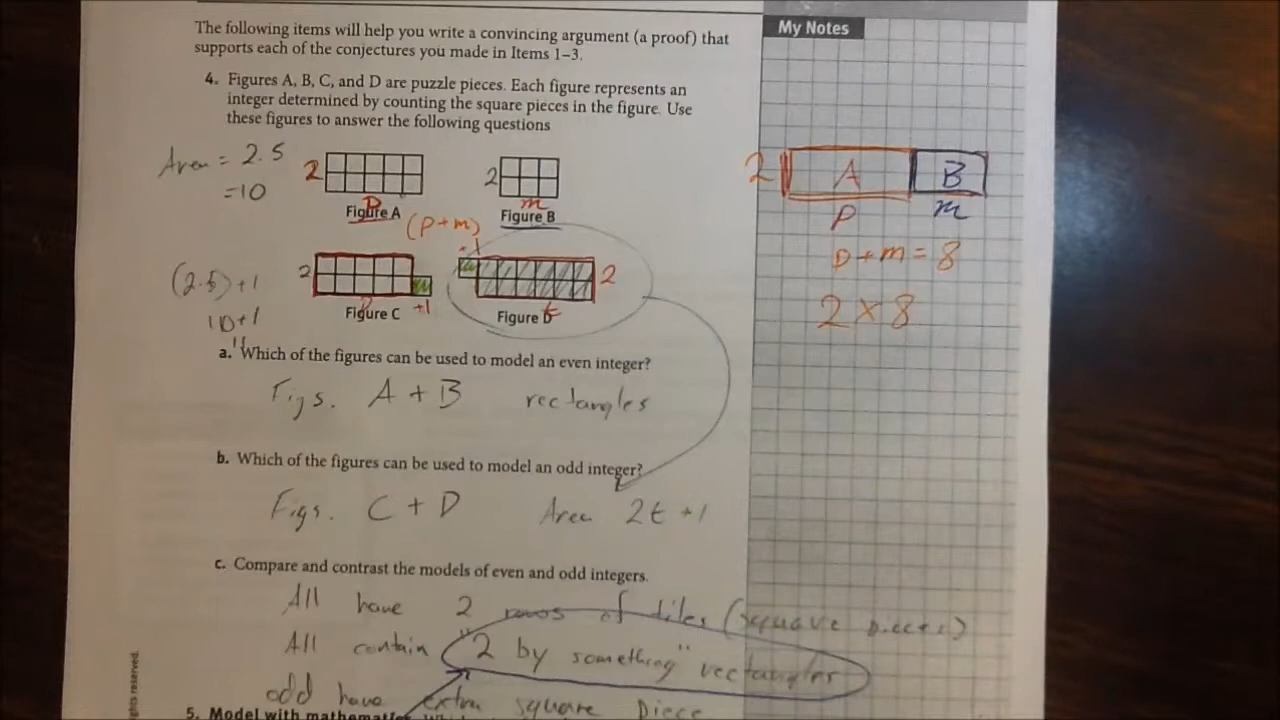 The following items will help you write a convincing argument (a proof) that
supports each of the conjectures you made in Items 1–3.
My Notes
4. Figures A, B, C, and D are puzzle pieces. Each figure represents an
integer determined by counting the square pieces in the figure. Use
these figures to answer the following questions
Area = 2.5
=10
2
P
Figure A
2
m
Figure B
2
A
B
P
m
p+m=8
2 × 8
(p+m)
(2.5)+1
10+1
11
2
P
+1
Figure C
+1
2
t
Figure D
a. Which of the figures can be used to model an even integer?
Figs. A + B rectangles
b. Which of the figures can be used to model an odd integer?
Figs. C + D Area 2t +1
c. Compare and contrast the models of even and odd integers.
All have 2 rows of tiles (square pieces)
All contain "2 by something" rectangles
odd have extra square piece
5. Model with mathematics.
rights reserved.